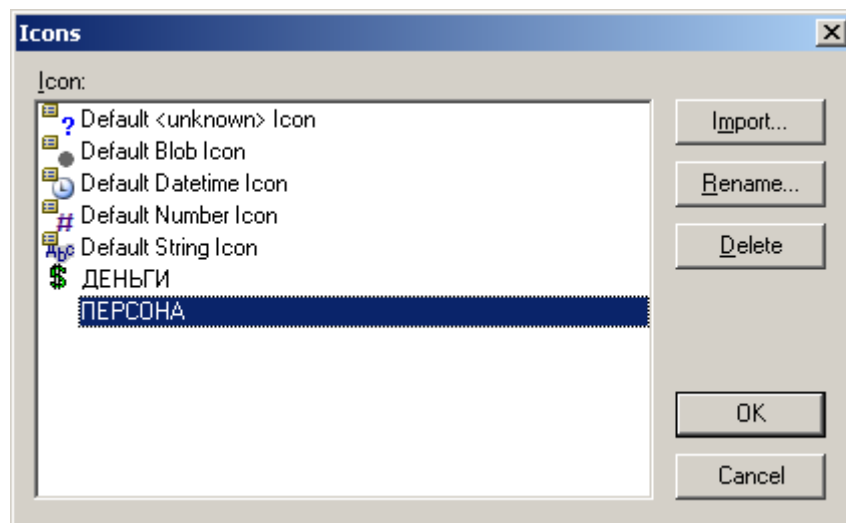 Icons
Icon:
Default <unknown> Icon
Default Blob Icon
Default Datetime Icon
Default Number Icon
Default String Icon
ДЕНЬГИ
ПЕРСОНА
Import...
Rename...
Delete
OK
Cancel